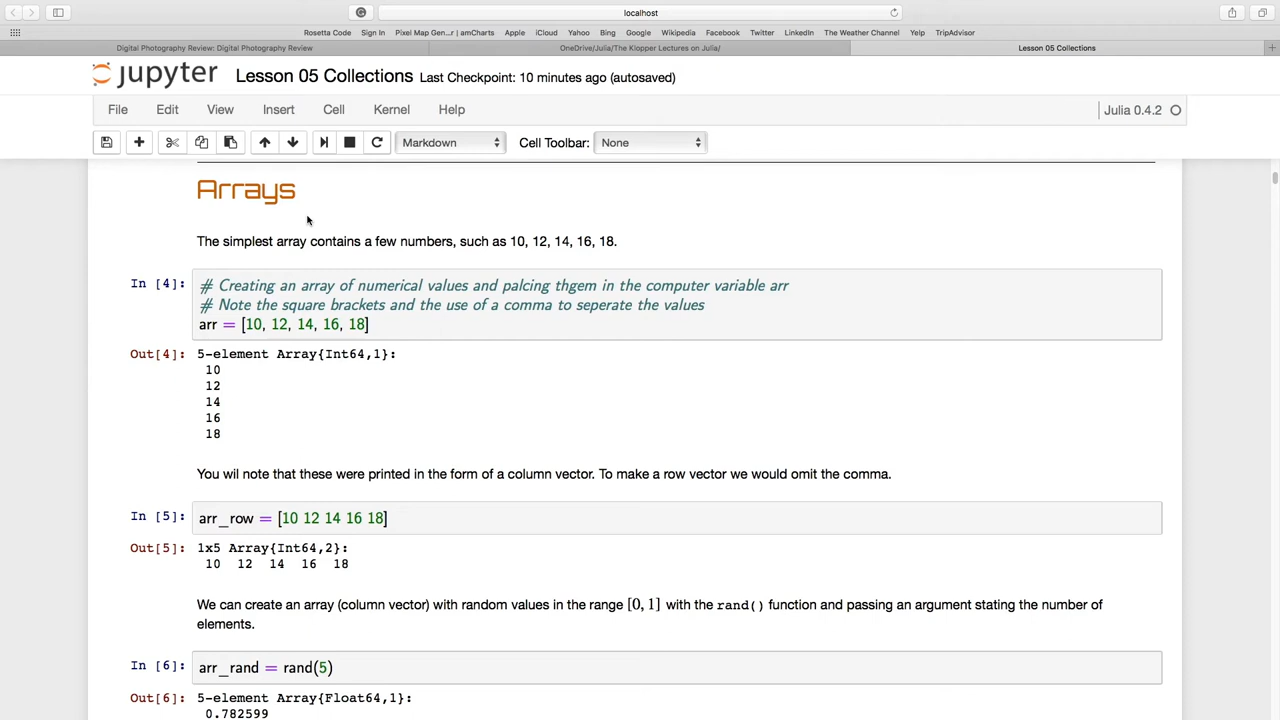 localhost
Rosetta Code Sign In Pixel Map Gen...r | amCharts Apple iCloud Yahoo Bing Google Wikipedia Facebook Twitter LinkedIn The Weather Channel Yelp TripAdvisor
Digital Photography Review: Digital Photography Review OneDrive/Julia/The Klopper Lectures on Julia/ Lesson 05 Collections
jupyter Lesson 05 Collections Last Checkpoint: 10 minutes ago (autosaved)
File Edit View Insert Cell Kernel Help Julia 0.4.2
Markdown Cell Toolbar: None
Arrays
The simplest array contains a few numbers, such as 10, 12, 14, 16, 18.
In [4]: # Creating an array of numerical values and palcing thgem in the computer variable arr
# Note the square brackets and the use of a comma to seperate the values
arr = [10, 12, 14, 16, 18]
Out[4]: 5-element Array{Int64,1}:
10
12
14
16
18
You wil note that these were printed in the form of a column vector. To make a row vector we would omit the comma.
In [5]: arr_row = [10 12 14 16 18]
Out[5]: 1x5 Array{Int64,2}:
10 12 14 16 18
We can create an array (column vector) with random values in the range [0, 1] with the rand() function and passing an argument stating the number of
elements.
In [6]: arr_rand = rand(5)
Out[6]: 5-element Array{Float64,1}:
0.782599